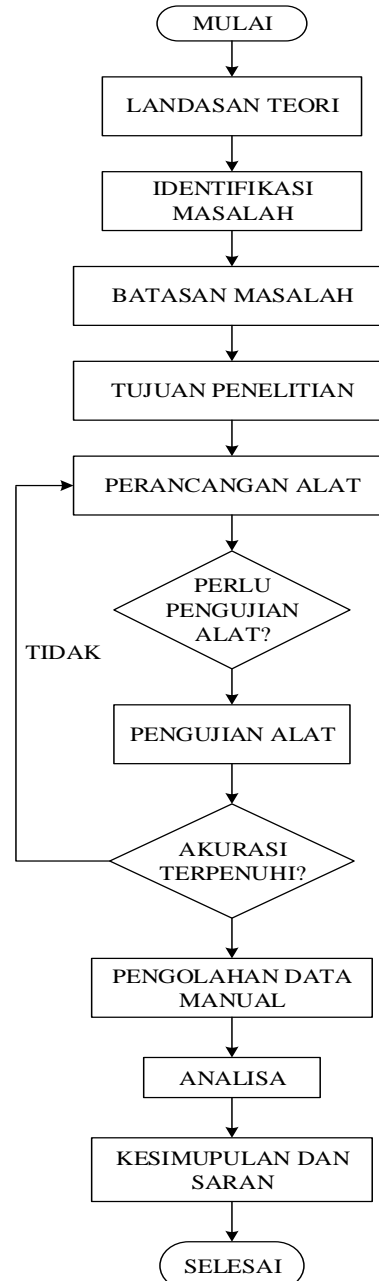 MULAI
LANDASAN TEORI
IDENTIFIKASI
MASALAH
BATASAN MASALAH
TUJUAN PENELITIAN
PERANCANGAN ALAT
PERLU
PENGUJIAN
ALAT?
TIDAK
PENGUJIAN ALAT
AKURASI
TERPENUHI?
PENGOLAHAN DATA
MANUAL
ANALISA
KESIMUPULAN DAN
SARAN
SELESAI